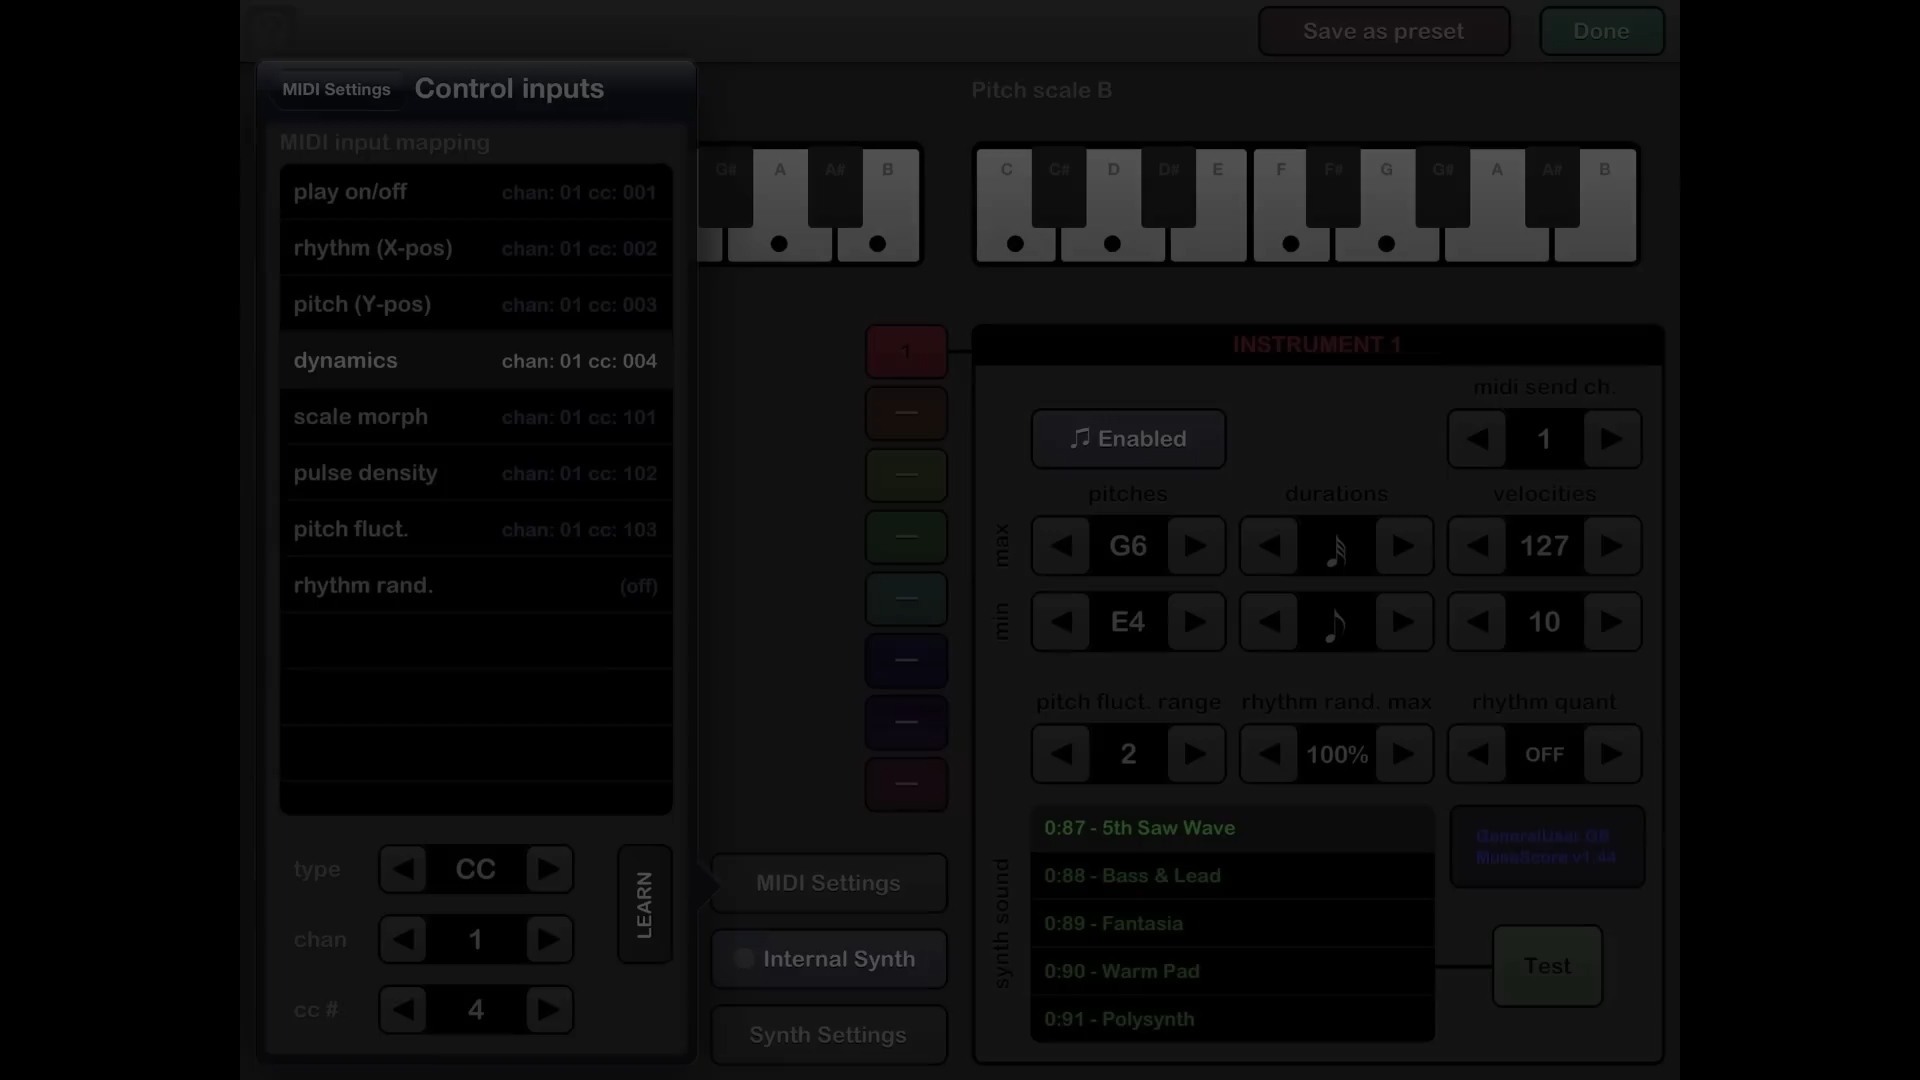 Save as preset
Done
MIDI Settings
Control inputs
Pitch scale B
MIDI input mapping
G# A A# B
C C# D D# E F F# G G# A A# B
play on/off chan: 01 cc: 001
rhythm (X-pos) chan: 01 cc: 002
pitch (Y-pos) chan: 01 cc: 003
dynamics chan: 01 cc: 004
scale morph chan: 01 cc: 101
pulse density chan: 01 cc: 102
pitch fluct. chan: 01 cc: 103
rhythm rand. (off)
type CC
chan 1
cc # 4
LEARN
1
INSTRUMENT 1
midi send ch.
Enabled
1
pitches durations velocities
max
G6
127
min
E4
10
pitch fluct. range rhythm rand. max rhythm quant
2
100%
OFF
MIDI Settings
Internal Synth
Synth Settings
synth sound
0:87 - 5th Saw Wave
0:88 - Bass & Lead
0:89 - Fantasia
0:90 - Warm Pad
0:91 - Polysynth
GeneralUser GS
MuseScore v1.44
Test